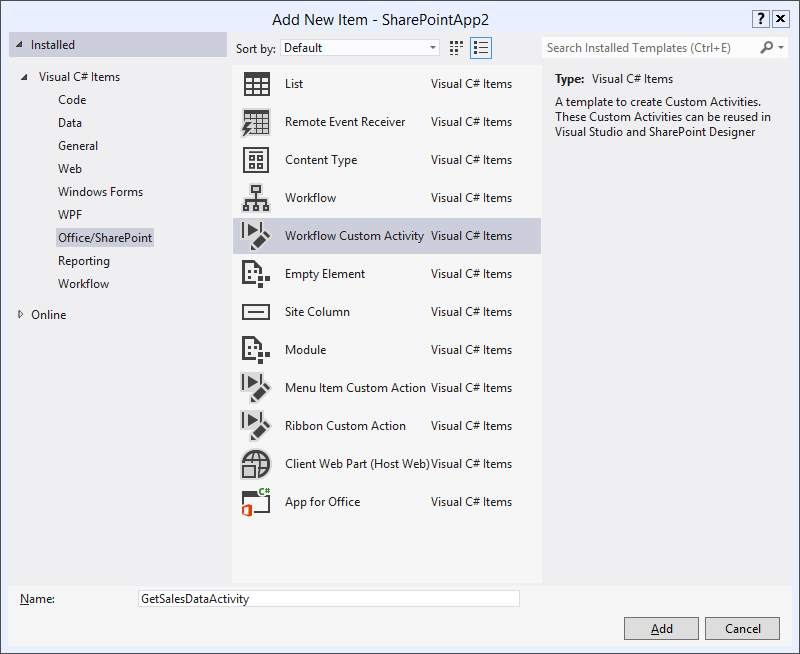 Add New Item - SharePointApp2
?
Installed
Sort by: Default
Search Installed Templates (Ctrl+E)
Visual C# Items
Code
Data
General
Web
Windows Forms
WPF
Office/SharePoint
Reporting
Workflow
Online
List Visual C# Items
Remote Event Receiver Visual C# Items
Content Type Visual C# Items
Workflow Visual C# Items
Workflow Custom Activity Visual C# Items
Empty Element Visual C# Items
Site Column Visual C# Items
Module Visual C# Items
Menu Item Custom Action Visual C# Items
Ribbon Custom Action Visual C# Items
Client Web Part (Host Web) Visual C# Items
C#
App for Office Visual C# Items
Type: Visual C# Items
A template to create Custom Activities.
These Custom Activities can be reused in
Visual Studio and SharePoint Designer
Name: GetSalesDataActivity
Add Cancel